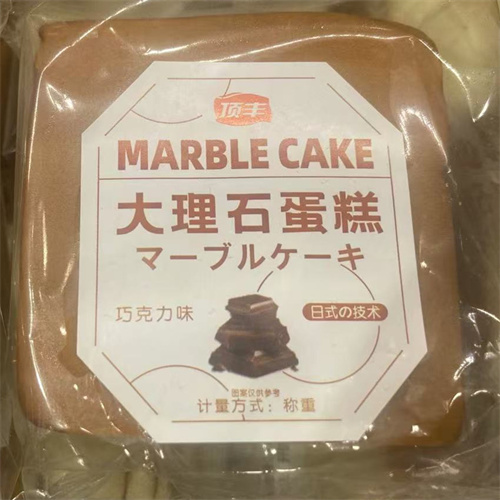 顶丰
MARBLE CAKE
大理石蛋糕
マーブルケーキ
巧克力味
日式の技术
图案仅供参考
计量方式：称重